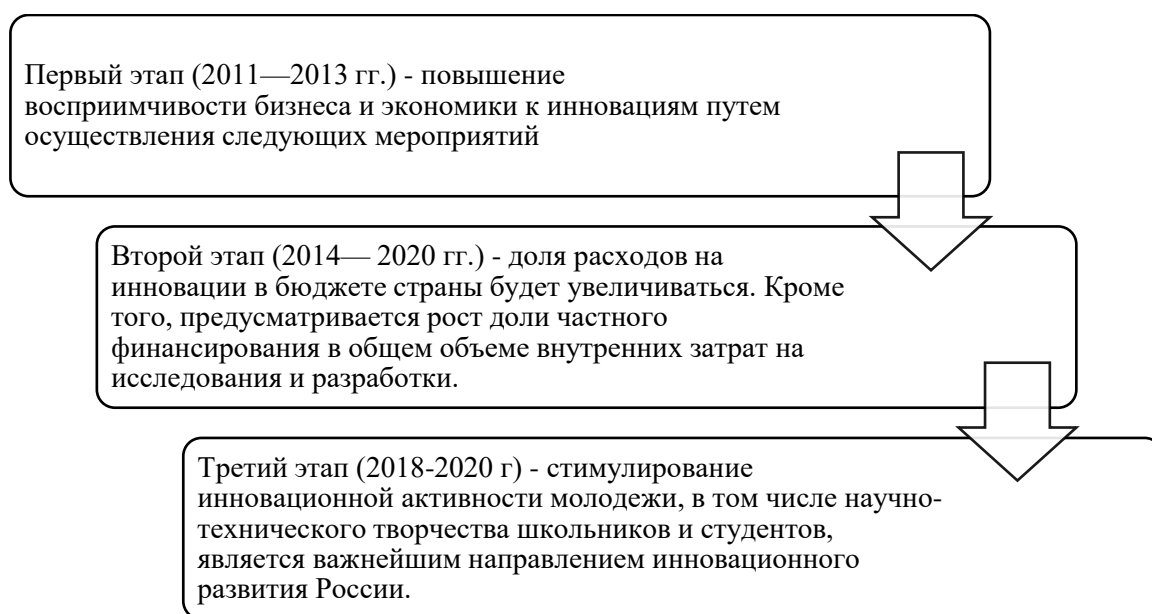 Первый этап (2011—2013 гг.) - повышение
восприимчивости бизнеса и экономики к инновациям путем
осуществления следующих мероприятий
Второй этап (2014— 2020 гг.) - доля расходов на
инновации в бюджете страны будет увеличиваться. Кроме
того, предусматривается рост доли частного
финансирования в общем объеме внутренних затрат на
исследования и разработки.
Третий этап (2018-2020 г) - стимулирование
инновационной активности молодежи, в том числе научно-
технического творчества школьников и студентов,
является важнейшим направлением инновационного
развития России.